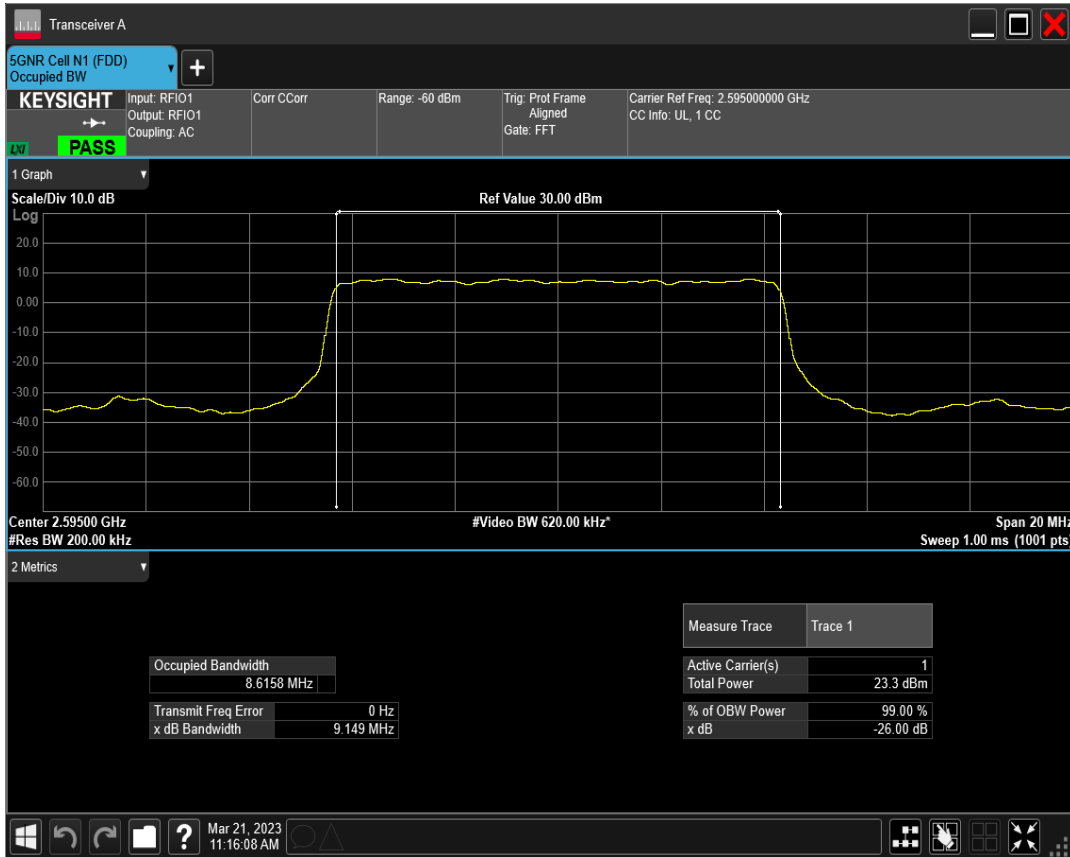 Transceiver A
5GNR Cell N1 (FDD)
Occupied BW
+
KEYSIGHT
LXI
PASS
Input: RFIO1
Output: RFIO1
Coupling: AC
Corr CCorr
Range: -60 dBm
Trig: Prot Frame
Aligned
Gate: FFT
Carrier Ref Freq: 2.595000000 GHz
CC Info: UL, 1 CC
1 Graph
Scale/Div 10.0 dB
Ref Value 30.00 dBm
Log
20.0
10.0
0.00
-10.0
-20.0
-30.0
-40.0
-50.0
-60.0
Center 2.59500 GHz
#Video BW 620.00 kHz*
Span 20 MHz
#Res BW 200.00 kHz
Sweep 1.00 ms (1001 pts)
2 Metrics
Measure Trace Trace 1
Occupied Bandwidth
8.6158 MHz
Active Carrier(s) 1
Total Power 23.3 dBm
Transmit Freq Error 0 Hz
x dB Bandwidth 9.149 MHz
% of OBW Power 99.00 %
x dB -26.00 dB
?
Mar 21, 2023
11:16:08 AM